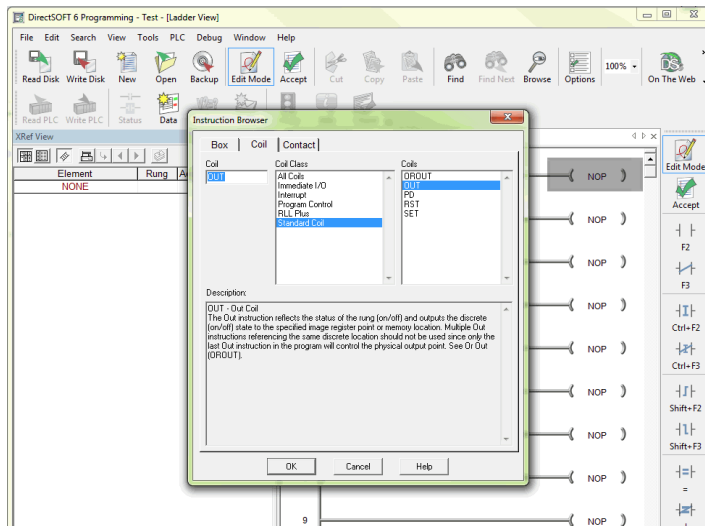 DirectSOFT 6 Programming - Test - [Ladder View]
File Edit Search View Tools PLC Debug Window Help
Read Disk Write Disk New Open Backup Edit Mode Accept Cut Copy Paste Find Find Next Browse Options 100% On The Web
Read PLC Write PLC Status Data
XRef View
Element Rung
NONE
Instruction Browser
Box Coil Contact
Coil Coil Class Coils
OUT
All Coils
Immediate I/O
Interrupt
Program Control
RLL Plus
Standard Coil
OROUT
OUT
PD
RST
SET
Description:
OUT - Out Coil
The Out instruction reflects the status of the rung (on/off) and outputs the discrete
(on/off) state to the specified image register point or memory location. Multiple Out
instructions referencing the same discrete location should not be used since only the
last Out instruction in the program will control the physical output point. See Or Out
(OROUT).
OK Cancel Help
NOP
NOP
NOP
NOP
NOP
NOP
NOP
NOP
9 NOP
Edit Mode
Accept
F2
F3
Ctrl+F2
Ctrl+F3
Shift+F2
Shift+F3
=